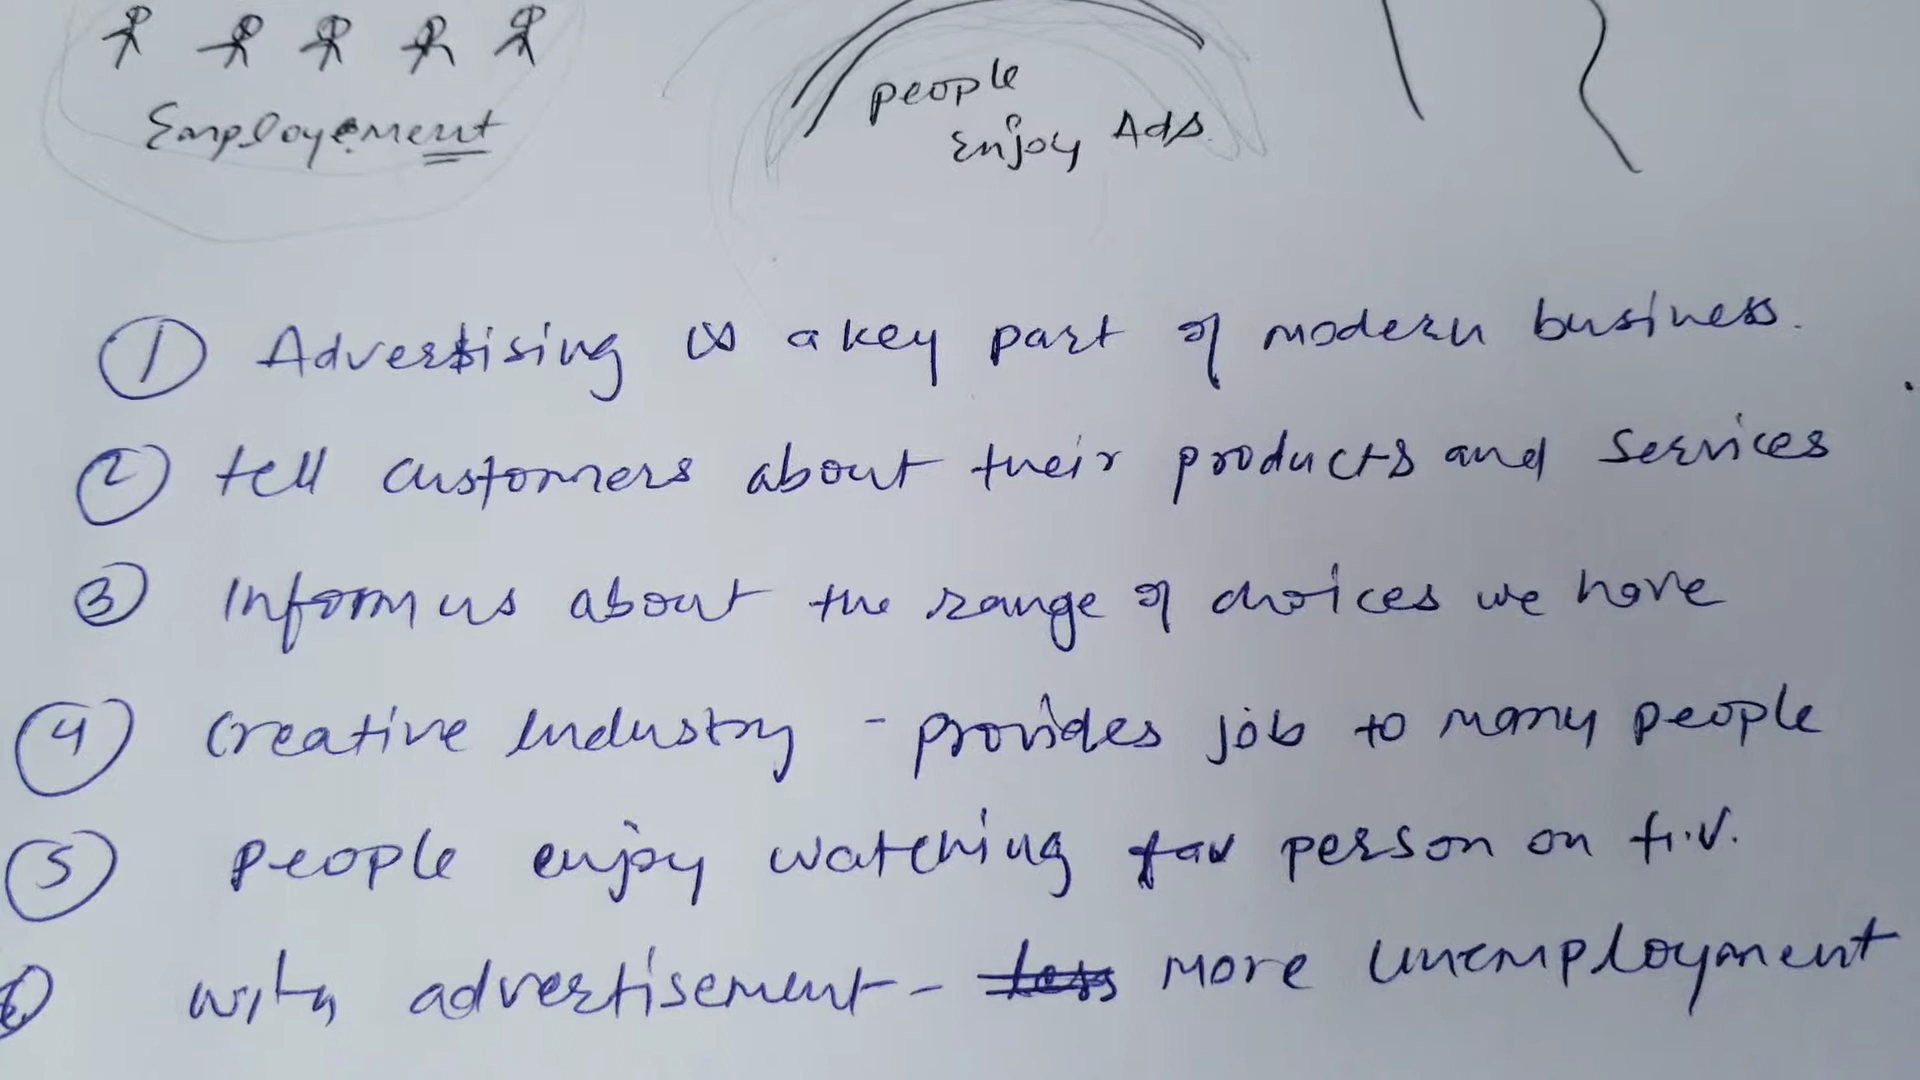 Employement
people
Enjoy Ads.
① Advertising is a key part of modern business.
② tell customers about their products and services
③ Inform us about the range of choices we have
④ Creative Industry - provides job to many people
⑤ people enjoy watching fav person on T.V.
⑥ with advertisement - less More unemployment